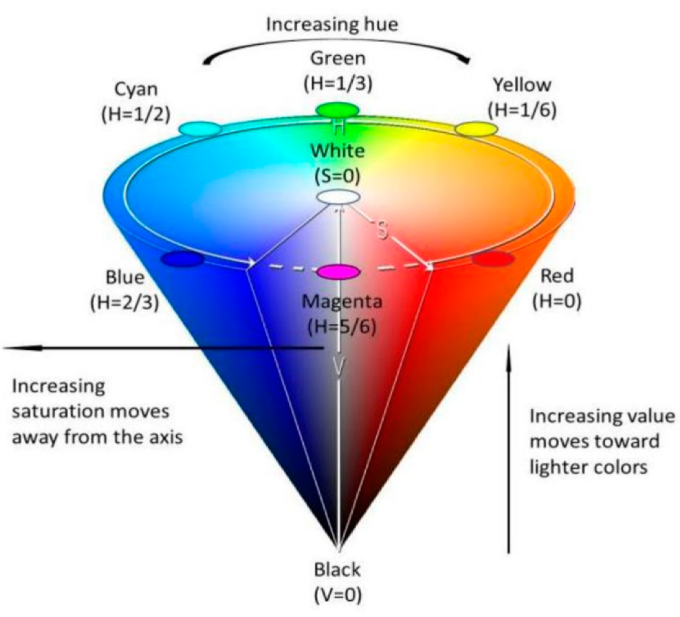 Increasing hue
Green
(H=1/3)
Cyan
(H=1/2)
Yellow
(H=1/6)
H
White
(S=0)
S
Blue
(H=2/3)
Magenta
(H=5/6)
Red
(H=0)
V
Increasing
saturation moves
away from the axis
Increasing value
moves toward
lighter colors
Black
(V=0)